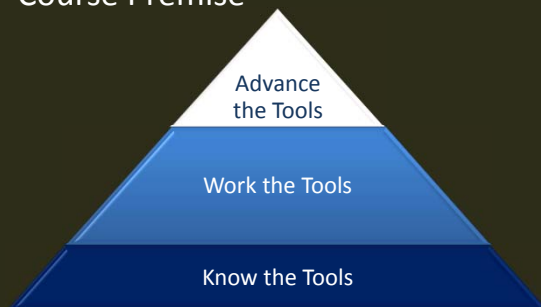 Course Premise
Advance
the Tools
Work the Tools
Know the Tools